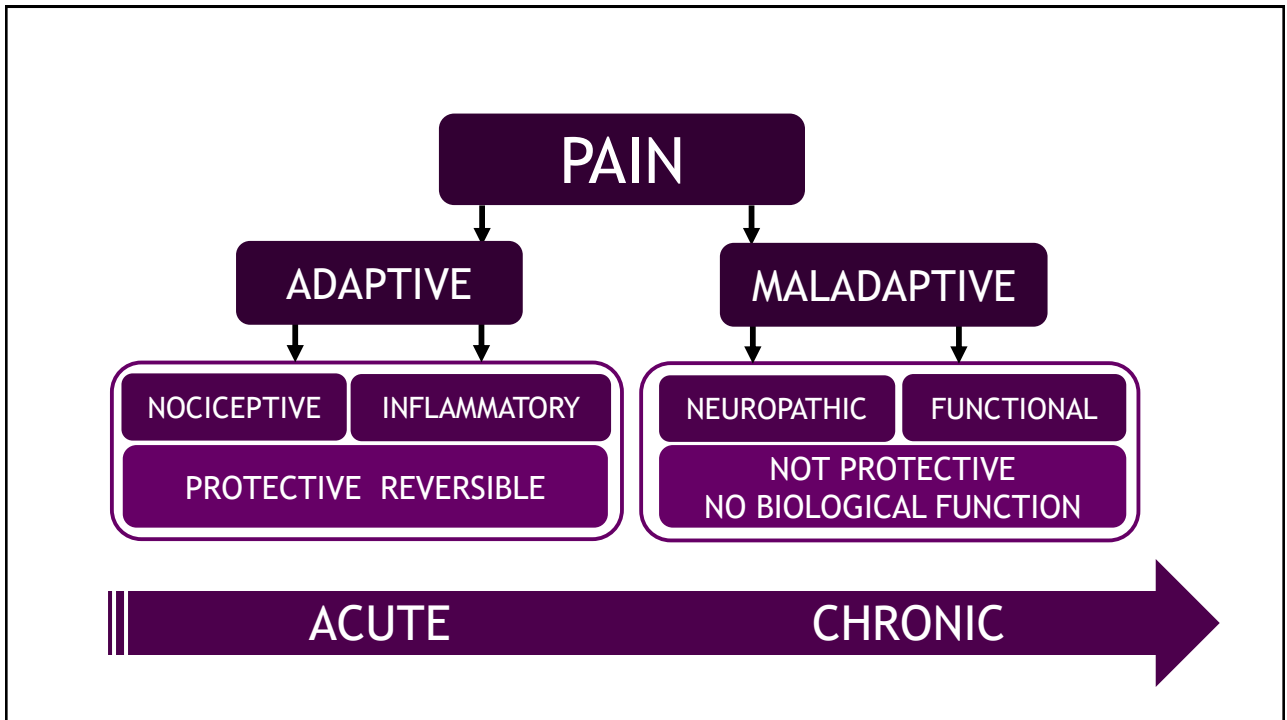 PAIN
ADAPTIVE
MALADAPTIVE
NOCICEPTIVE
INFLAMMATORY
PROTECTIVE REVERSIBLE
NEUROPATHIC
FUNCTIONAL
NOT PROTECTIVE
NO BIOLOGICAL FUNCTION
ACUTE
CHRONIC